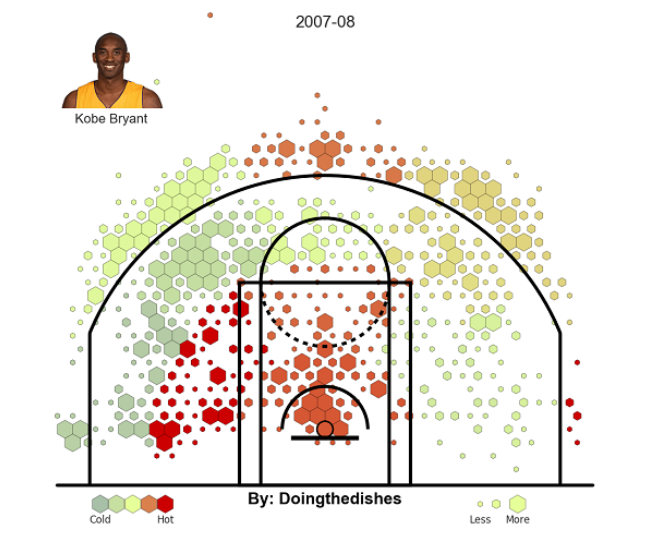 2007-08
Kobe Bryant
By: Doingthedishes
Cold Hot
Less More